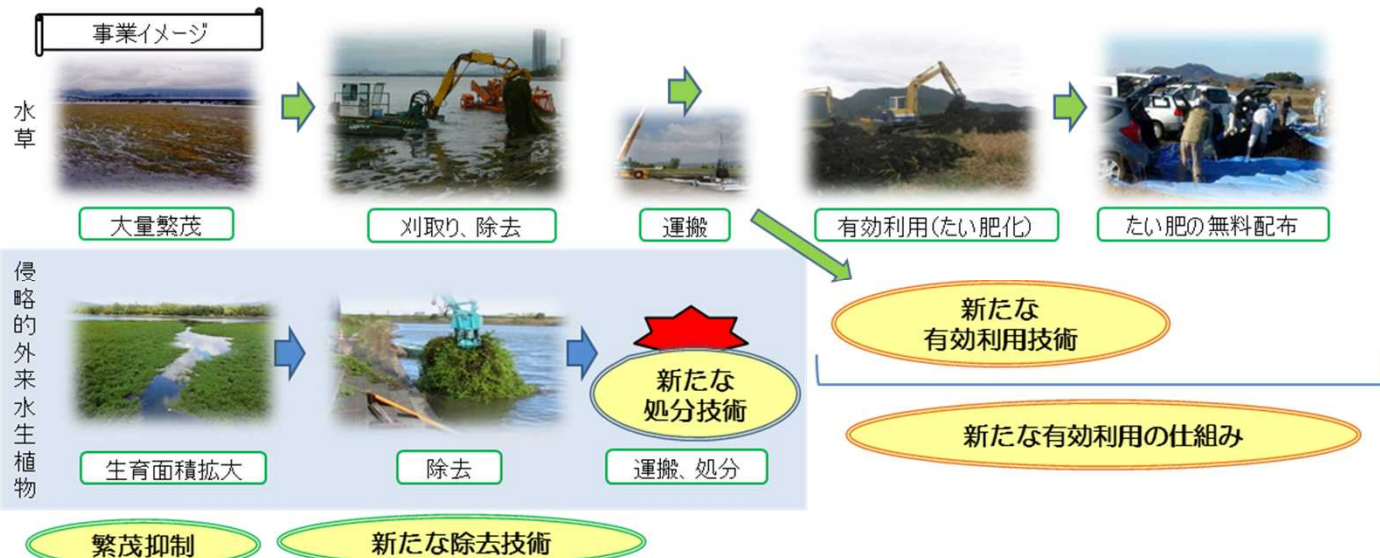 事業イメージ
水草
大量繁茂
刈取り、除去
運搬
有効利用(たい肥化)
たい肥の無料配布
侵略的外来水生植物
生育面積拡大
除去
運搬、処分
新たな
処分技術
新たな
有効利用技術
新たな有効利用の仕組み
繁茂抑制
新たな除去技術